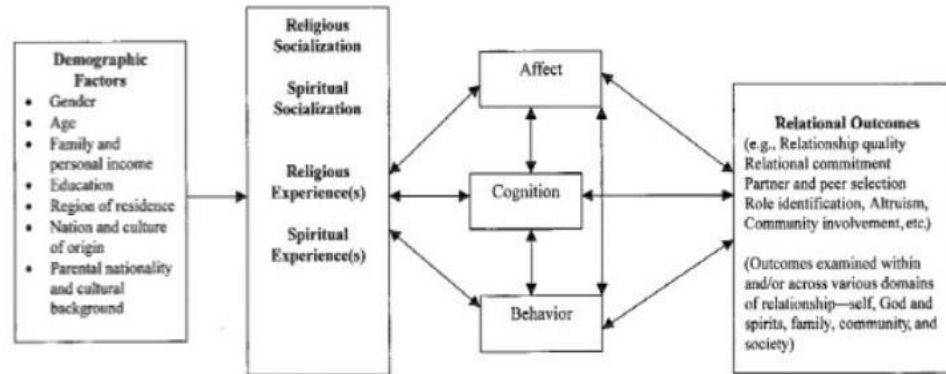 Demographic
Factors
• Gender
• Age
• Family and
personal income
• Education
• Region of residence
• Nation and culture
of origin
• Parental nationality
and cultural
background
Religious
Socialization
Spiritual
Socialization
Religious
Experience(s)
Spiritual
Experience(s)
Affect
Cognition
Behavior
Relational Outcomes
(e.g., Relationship quality
Relational commitment
Partner and peer selection
Role identification, Altruism,
Community involvement, etc.)
(Outcomes examined within
and/or across various domains
of relationship—self, God and
spirits, family, community, and
society)